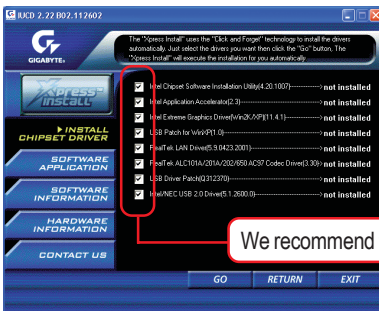 IUCD 2.22 B02.112602
The "Xpress Install" uses the "Click and Forget" technology to install the drivers
automatically. Just select the drivers you want then click the "Go" button, The
"Xpress Install" will execute the installation for you automatically.
GIGABYTE
Xpress
INSTALL
INSTALL
CHIPSET DRIVER
SOFTWARE
APPLICATION
SOFTWARE
INFORMATION
HARDWARE
INFORMATION
CONTACT US
Intel Chipset Software Installation Utility(4.20.1007)-------------> not installed
Intel Application Accelerator(2.3)-------------> not installed
Intel Extreme Graphics Driver(Win2K/XP)(11.4.1)-------------> not installed
USB Patch for WinXP(1.0)-------------> not installed
RealTek LAN Driver(5.9.0423.2001)-------------> not installed
RealTek ALC101A/201A/202/650 AC97 Codec Driver(3.30)-> not installed
USB Driver Patch(Q312370)-------------> not installed
Intel/NEC USB 2.0 Driver(5.1.2600.0)-------------> not installed
We recommend
GO RETURN EXIT